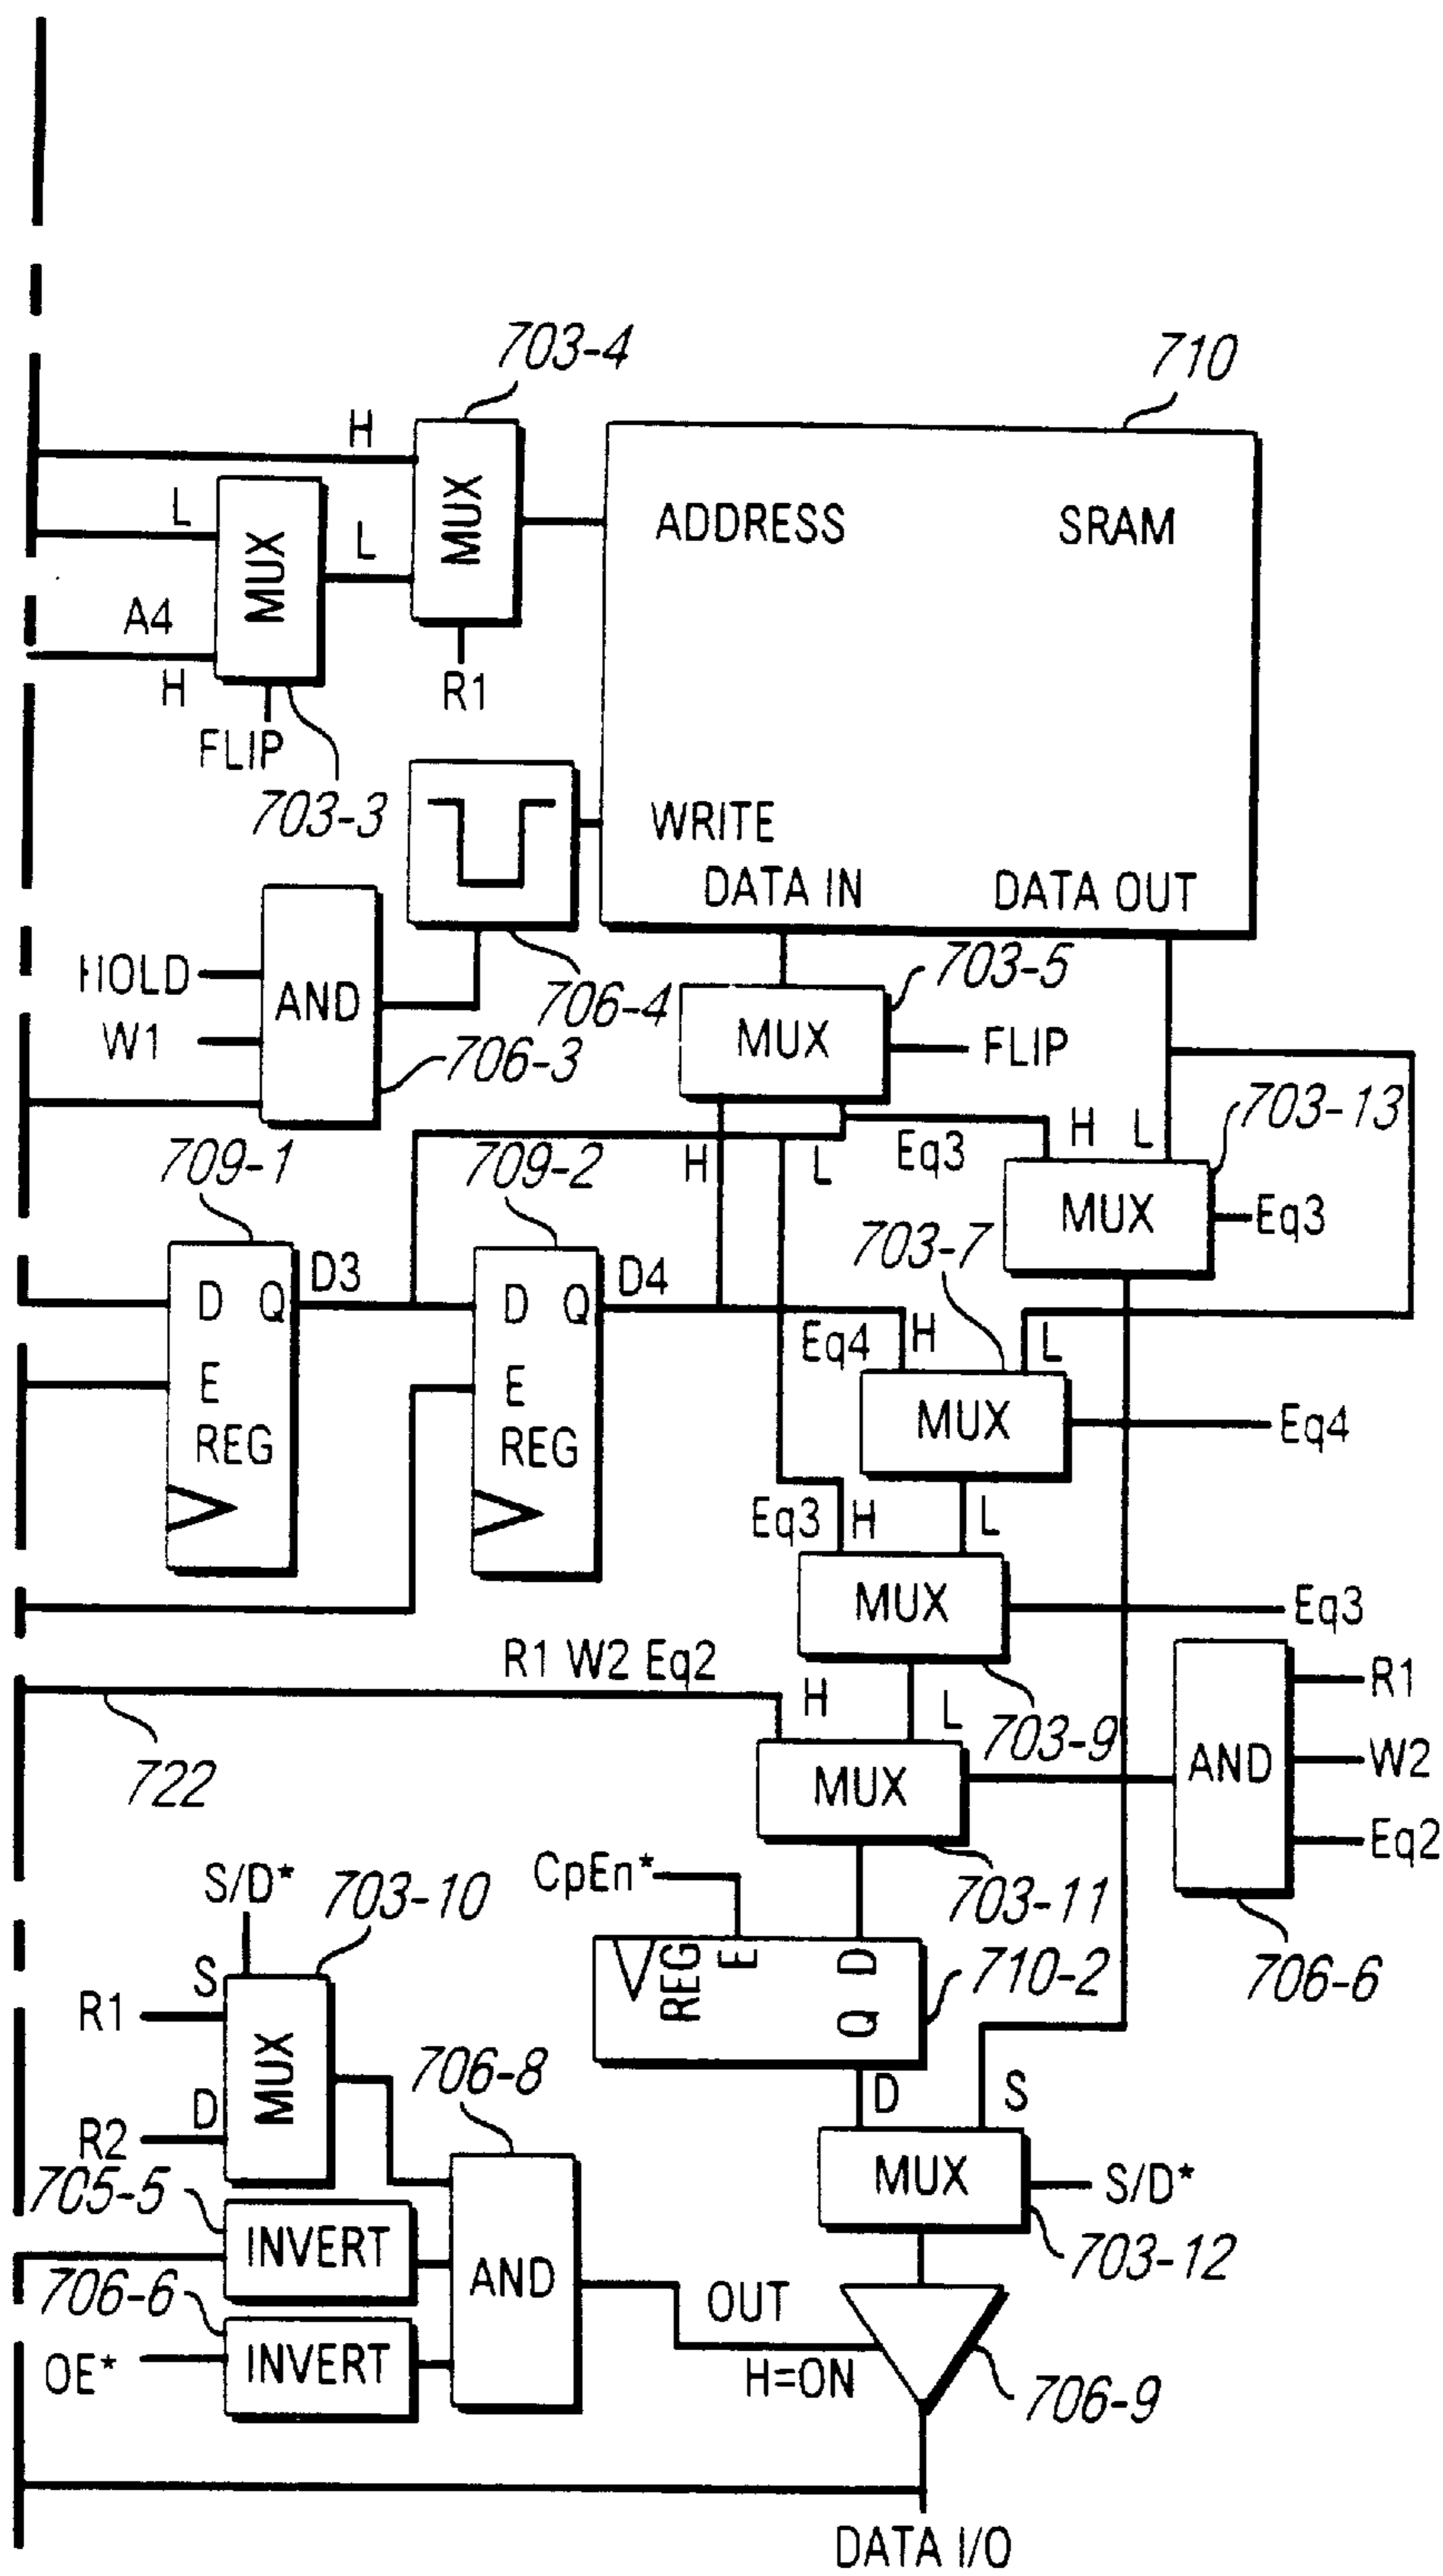 703-4
710
H
MUX
L
MUX
L
ADDRESS
SRAM
A4
H
R1
FLIP
703-3
WRITE
DATA IN
DATA OUT
HOLD
W1
AND
706-4
703-5
MUX
FLIP
706-3
703-13
709-1
709-2
H
L
Eq3
H
L
MUX
Eq3
703-7
D Q
D3
E
REG
D Q
D4
E
REG
Eq4
H
L
MUX
Eq4
Eq3
H
L
MUX
Eq3
R1 W2 Eq2
H
L
703-9
722
MUX
AND
R1
W2
Eq2
S/D*
703-10
CpEn*
703-11
706-6
S
R1
MUX
D
R2
REG
E
D
Q
710-2
706-8
D
S
MUX
S/D*
703-12
705-5
INVERT
706-6
AND
OE*
INVERT
OUT
H=ON
706-9
DATA I/O